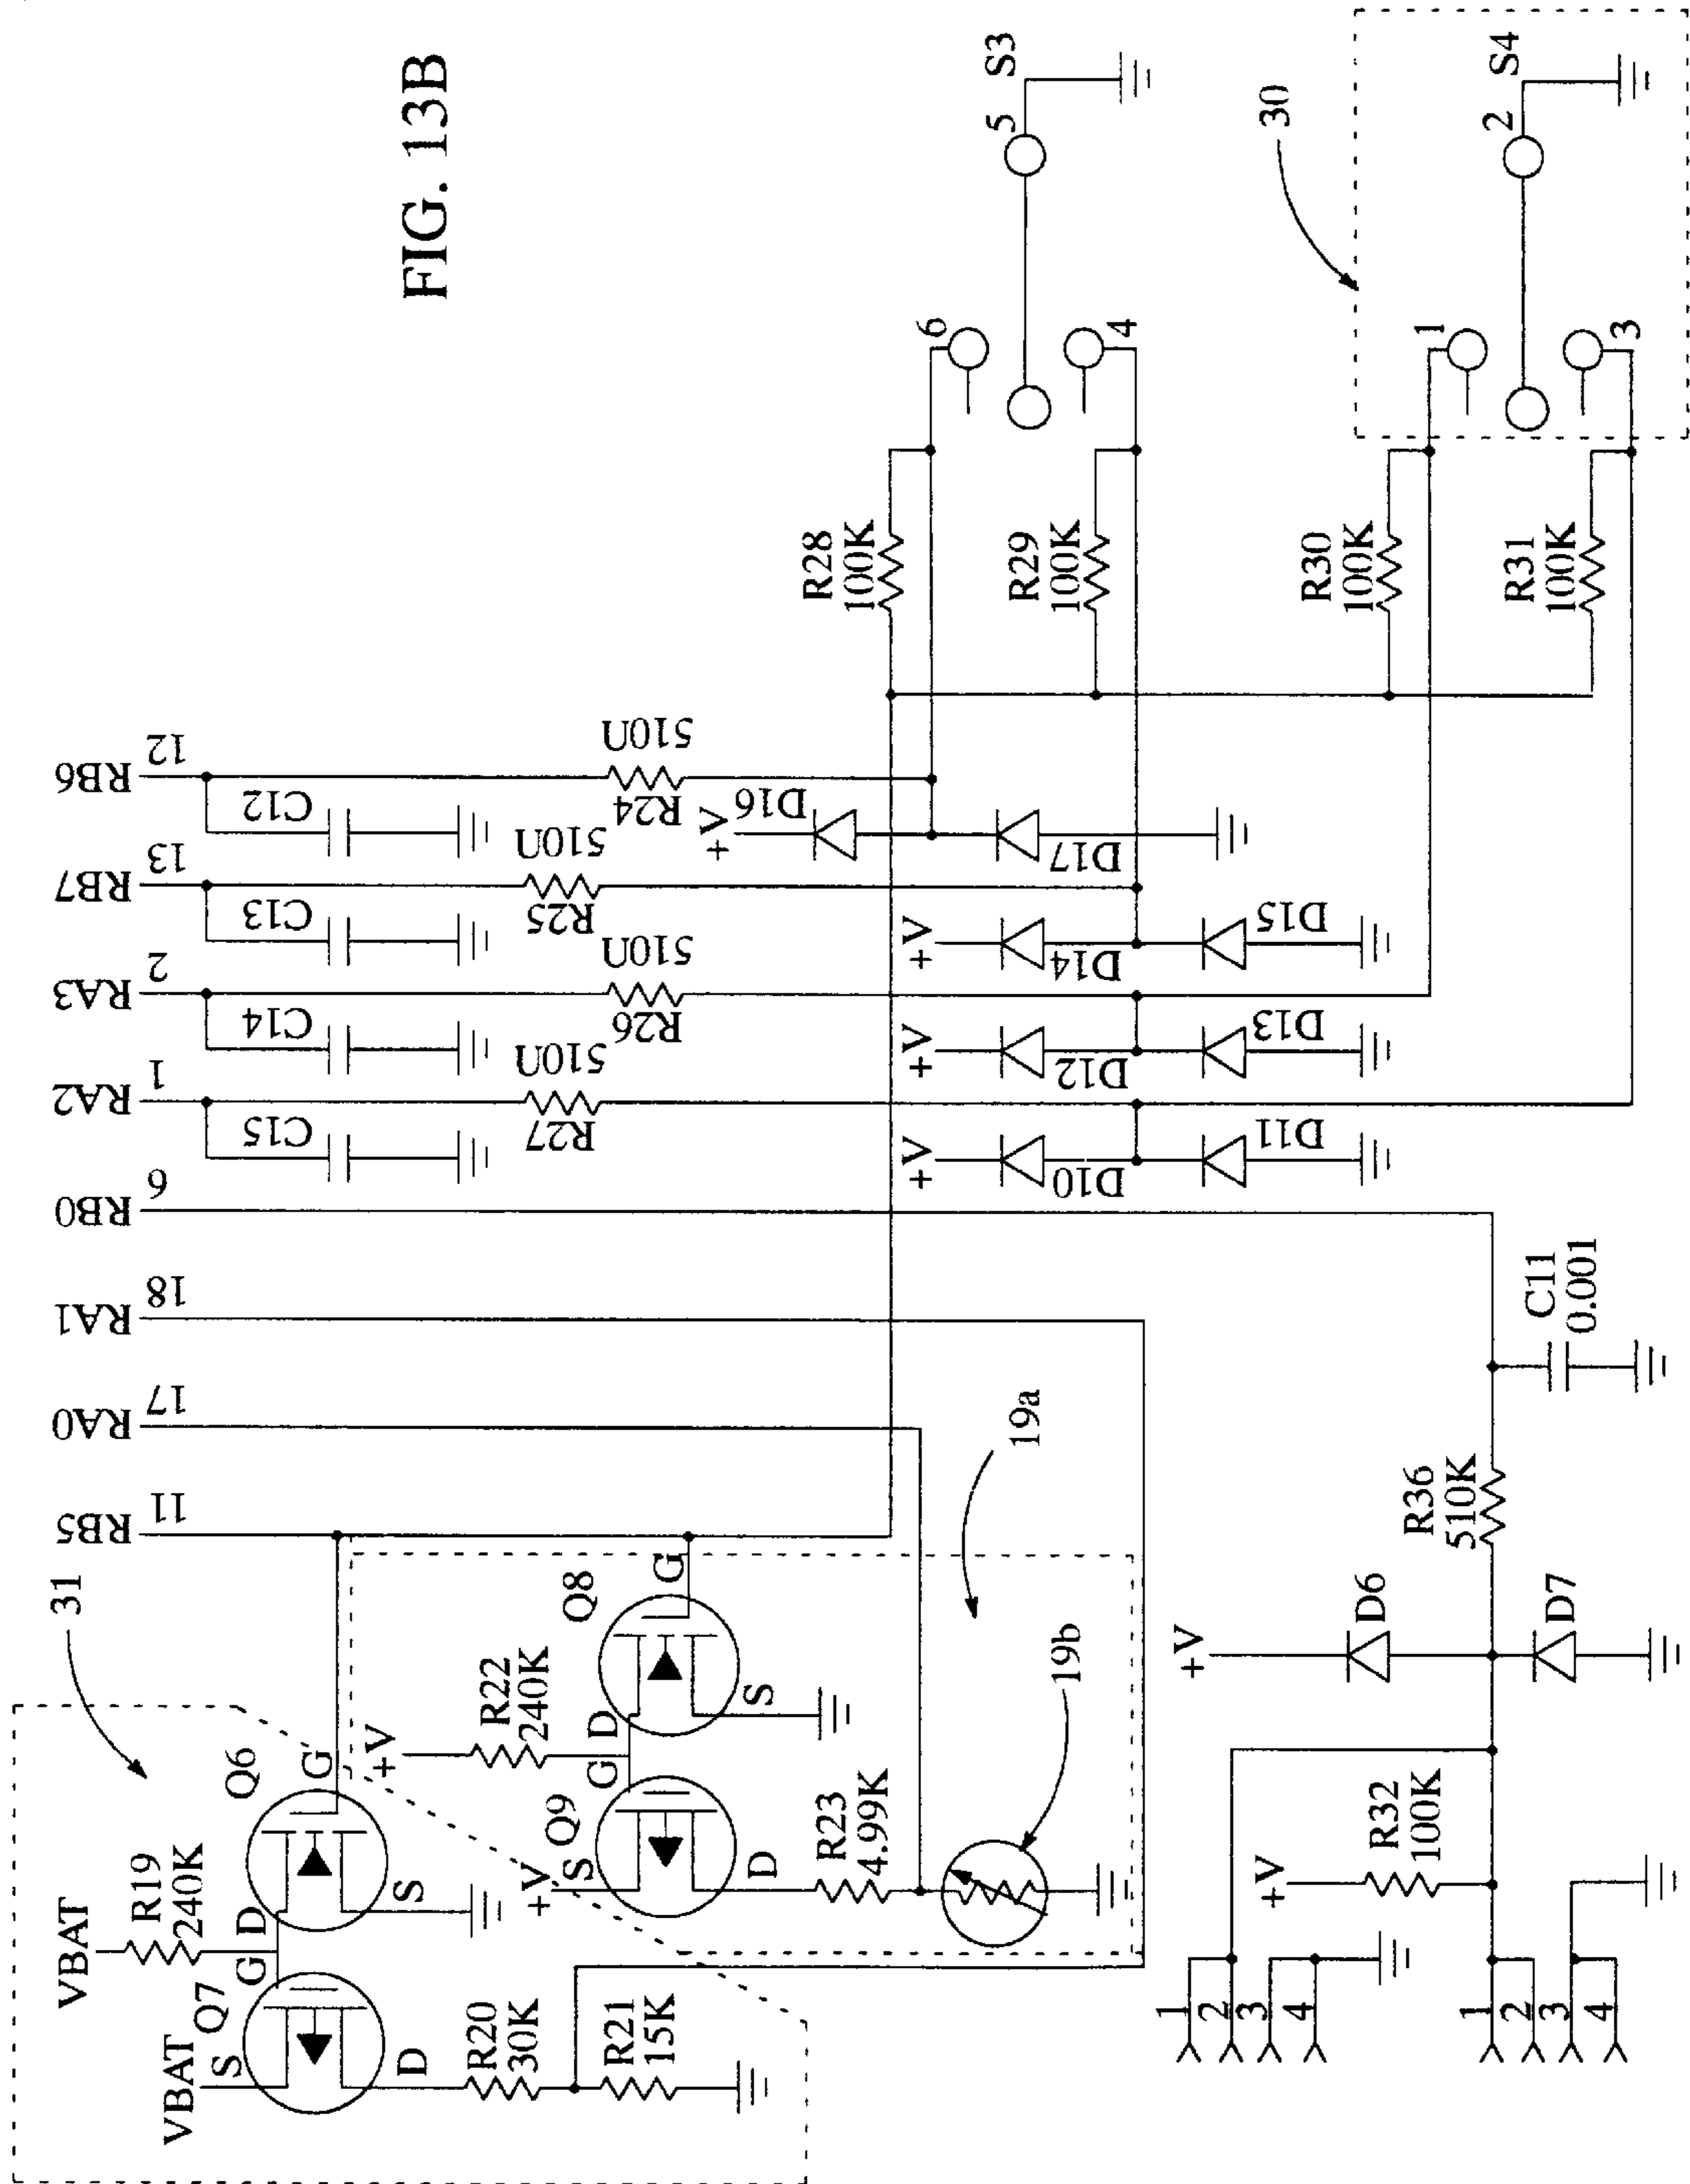 FIG. 13B
RB5
11
RA0
17
RA1
18
RB0
6
RA2
1
RA3
2
RB7
13
RB6
12
31
VBAT
R19
240K
Q6
G
D
S
VBAT
Q7
G
S
D
R20
30K
R21
15K
+V
R22
240K
Q8
G
D
S
+V
Q9
G
S
D
R23
4.99K
19a
19b
C15
R27
510Ω
C14
R26
510Ω
C13
R25
510Ω
C12
R24
510Ω
+V
D10
D11
+V
D12
D13
+V
D14
D15
+V
D16
D17
R28
100K
R29
100K
R30
100K
R31
100K
6
4
5
S3
30
1
3
2
S4
1
2
3
4
1
2
3
4
+V
R32
100K
+V
D6
D7
R36
510K
C11
0.001